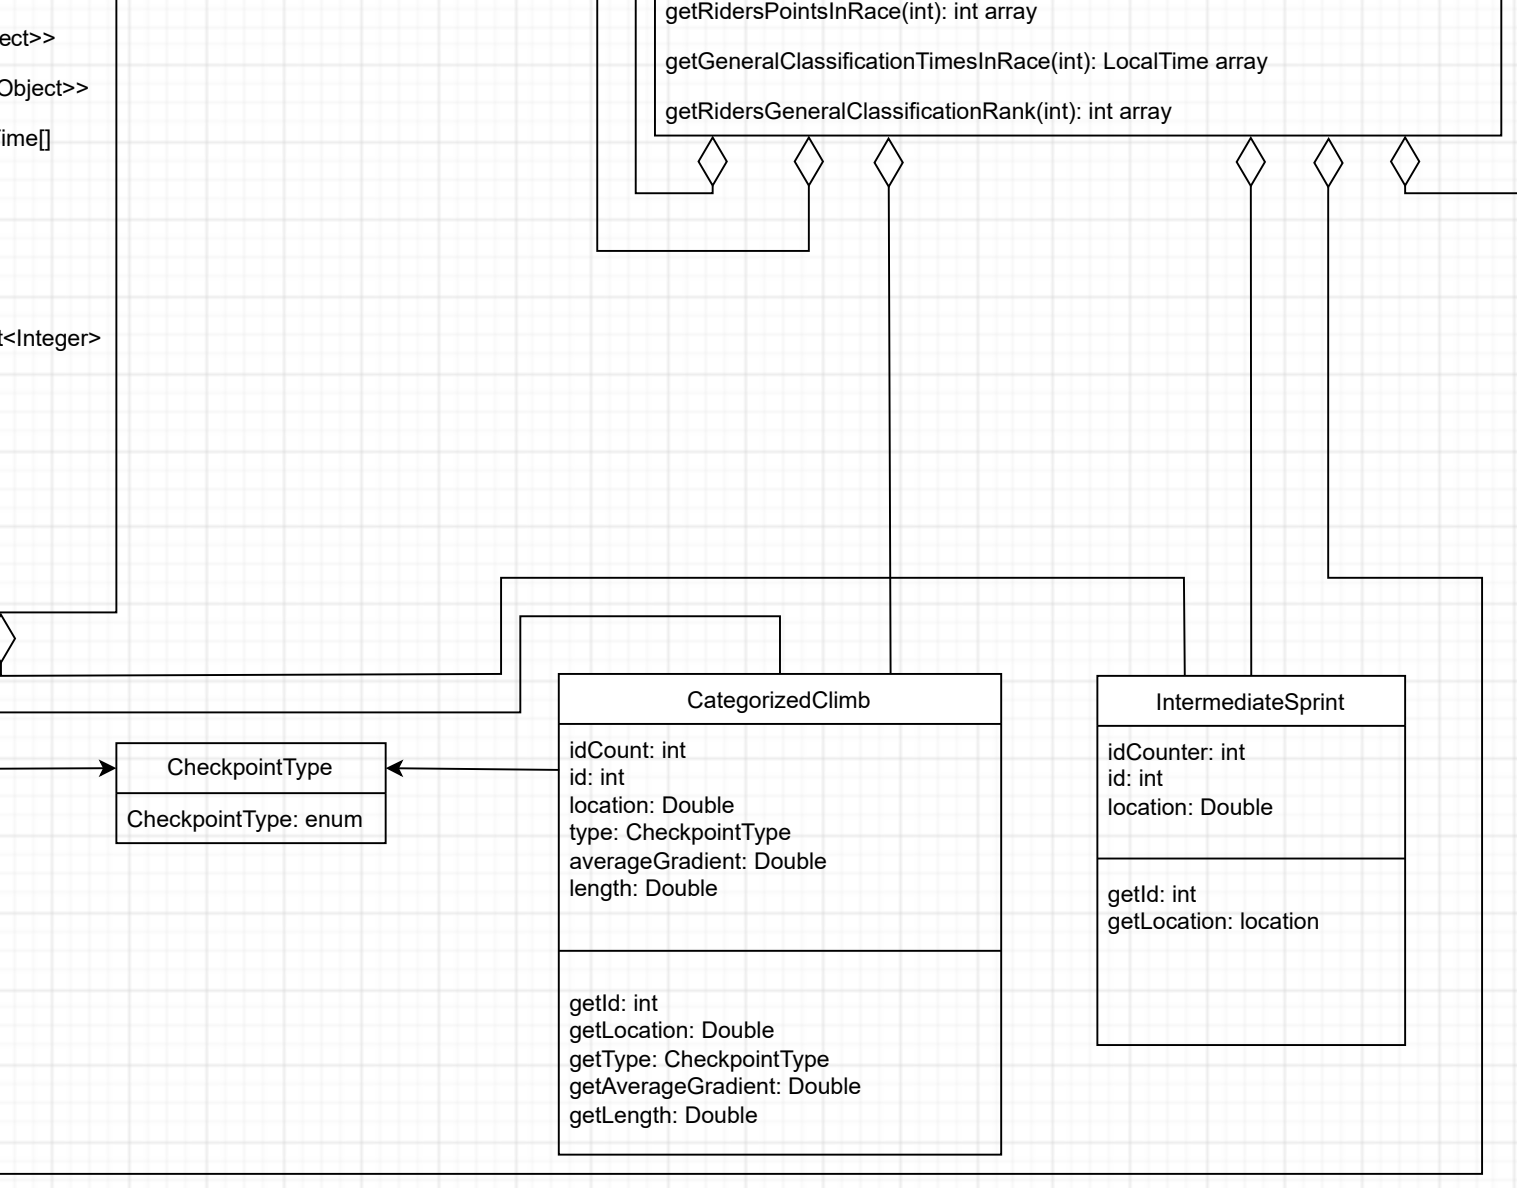 getRidersPointsInRace(int): int array
getGeneralClassificationTimesInRace(int): LocalTime array
getRidersGeneralClassificationRank(int): int array
ect>>
Object>>
ime[]
t<Integer>
CheckpointType
CheckpointType: enum
CategorizedClimb
idCount: int
id: int
location: Double
type: CheckpointType
averageGradient: Double
length: Double
getId: int
getLocation: Double
getType: CheckpointType
getAverageGradient: Double
getLength: Double
IntermediateSprint
idCounter: int
id: int
location: Double
getId: int
getLocation: location